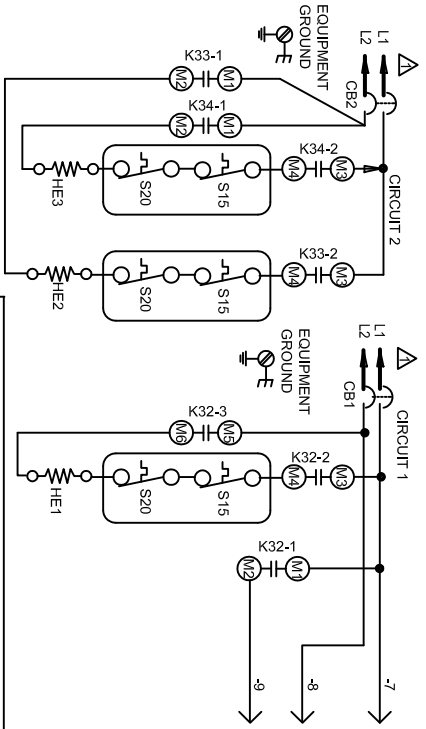 1
L1
L2
CB2
CIRCUIT 2
EQUIPMENT
GROUND
K33-1
M1
M2
K34-1
M1
M2
K34-2
M3
M4
S15
S20
HE3
K33-2
M3
M4
S15
S20
HE2
1
L1
L2
CB1
CIRCUIT 1
EQUIPMENT
GROUND
K32-3
M5
M6
K32-2
M3
M4
S15
S20
HE1
K32-1
M1
M2
-7
-8
-9